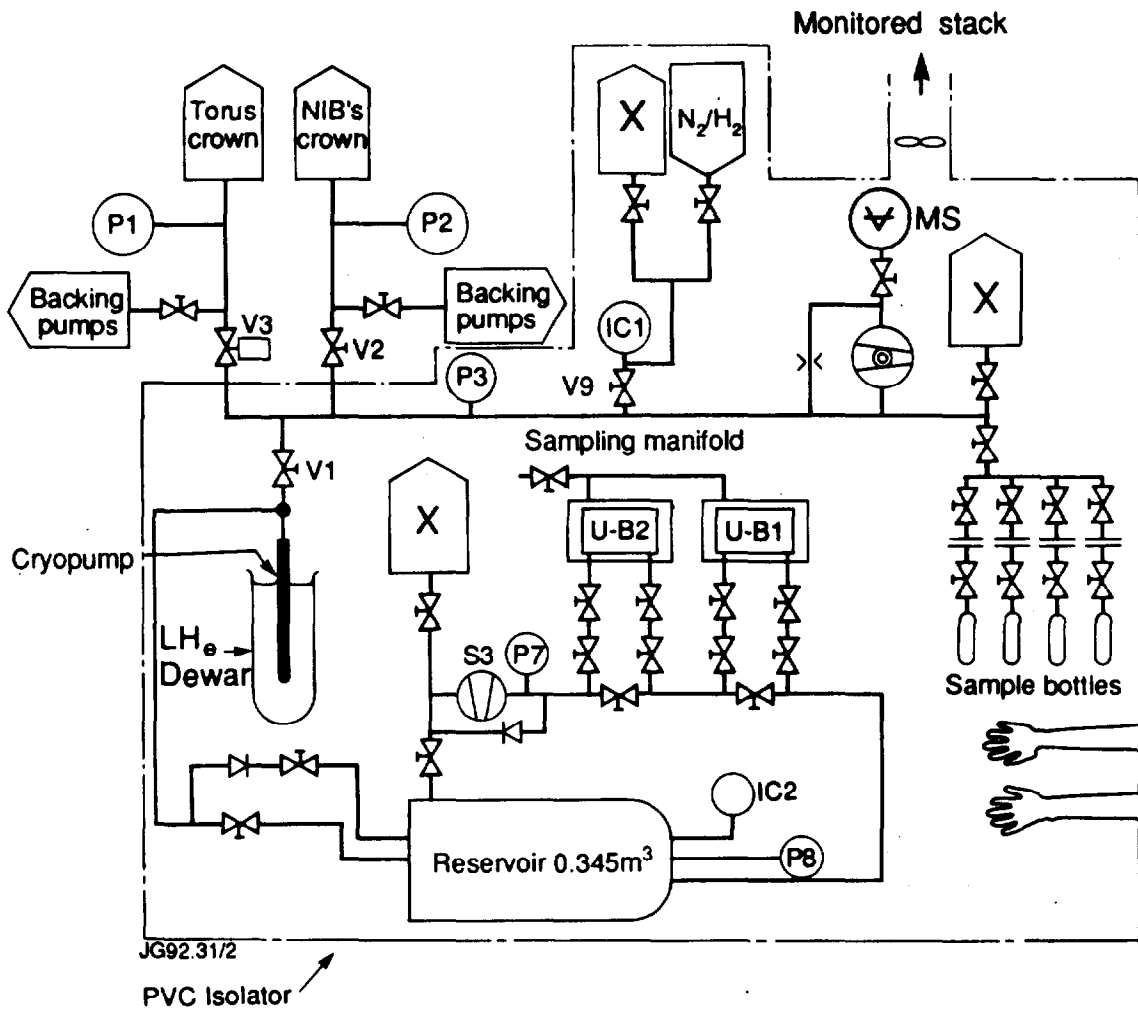 Monitored stack
Torus
crown
NIB's
crown
X
N₂/H₂
P1
P2
MS
Backing
pumps
Backing
pumps
X
V3
V2
IC1
P3
V9
Sampling manifold
V1
X
U-B2
U-B1
Cryopump
LHe
Dewar
S3
P7
Sample bottles
IC2
Reservoir 0.345m³
P8
JG92.31/2
PVC Isolator